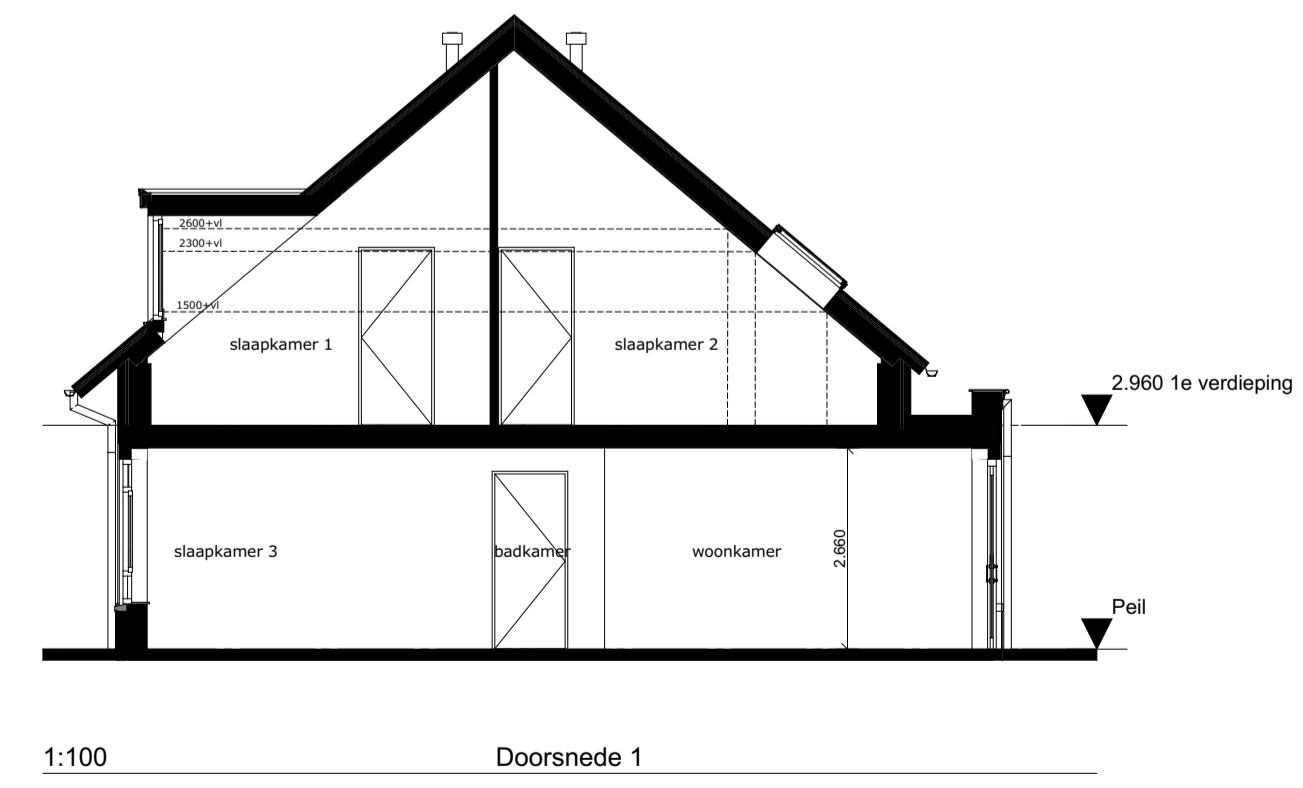 2600+vl
2300+vl
1500+vl
slaapkamer 1
slaapkamer 2
2.960 1e verdieping
slaapkamer 3
badkamer
woonkamer
2.660
Peil
1:100
Doorsnede 1